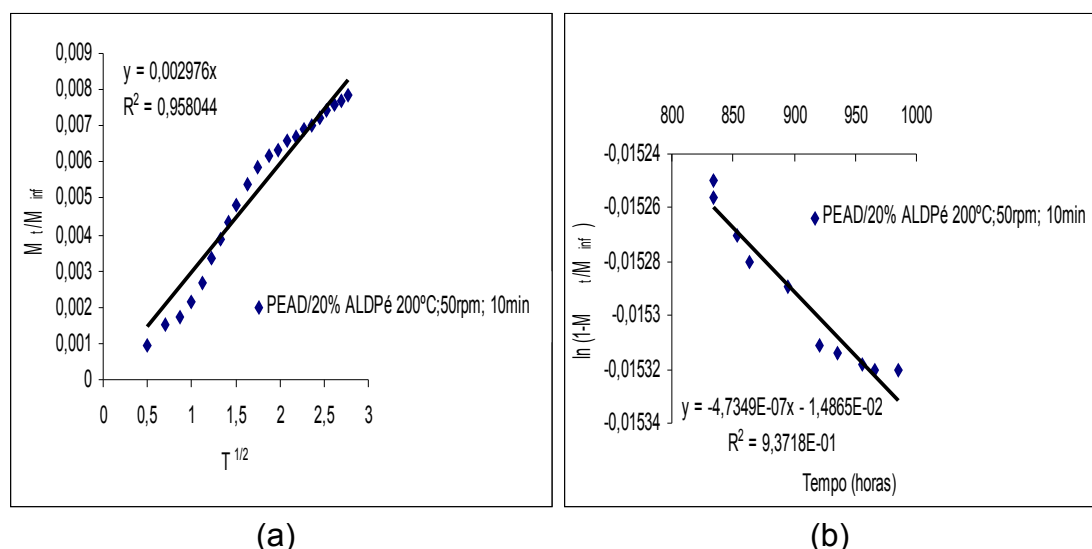 0,009
0,008
0,007
0,006
0,005
0,004
0,003
0,002
0,001
0
M t/M inf
y = 0,002976x
R2 = 0,958044
PEAD/20% ALDPé 200ºC;50rpm; 10min
0 0,5 1 1,5 2 2,5 3
T 1/2
(a)
800 850 900 950 1000
-0,01524
-0,01526
-0,01528
-0,0153
-0,01532
-0,01534
ln (1-M t/M inf )
PEAD/20% ALDPé 200ºC;50rpm; 10min
y = -4,7349E-07x - 1,4865E-02
R2 = 9,3718E-01
Tempo (horas)
(b)